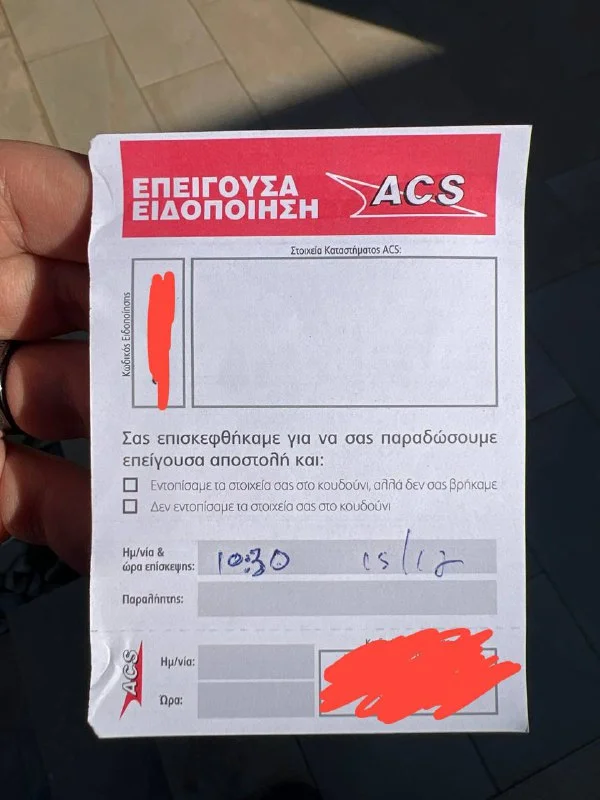 ΕΠΕΙΓΟΥΣΑ
ΕΙΔΟΠΟΙΗΣΗ
ACS
Στοιχεία Καταστήματος ACS:
Κωδικός Ειδοποίησης
Σας επισκεφθήκαμε για να σας παραδώσουμε
επείγουσα αποστολή και:
Εντοπίσαμε τα στοιχεία σας στο κουδούνι, αλλά δεν σας βρήκαμε
Δεν εντοπίσαμε τα στοιχεία σας στο κουδούνι
Ημ/νία &
ώρα επίσκεψης: 10:30 15/12
Παραλήπτης:
ACS
Ημ/νία:
Ώρα: